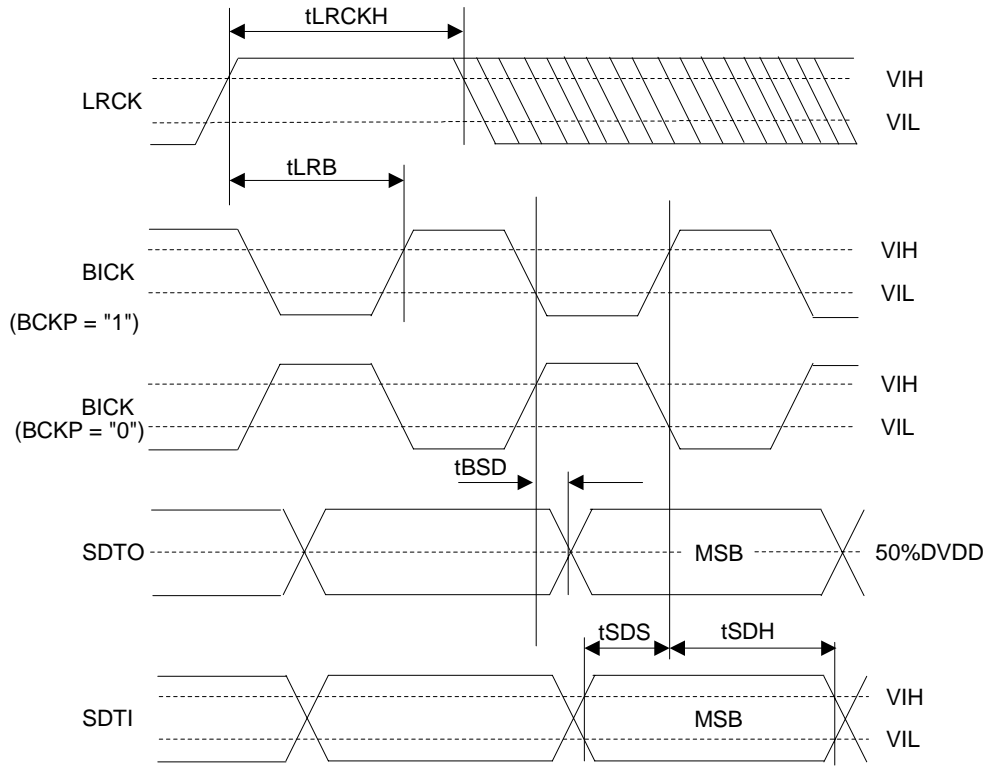 tLRCKH
LRCK
VIH
VIL
tLRB
BICK
VIH
VIL
(BCKP = "1")
BICK
(BCKP = "0")
VIH
VIL
tBSD
SDTO
MSB
50%DVDD
tSDS
tSDH
SDTI
MSB
VIH
VIL